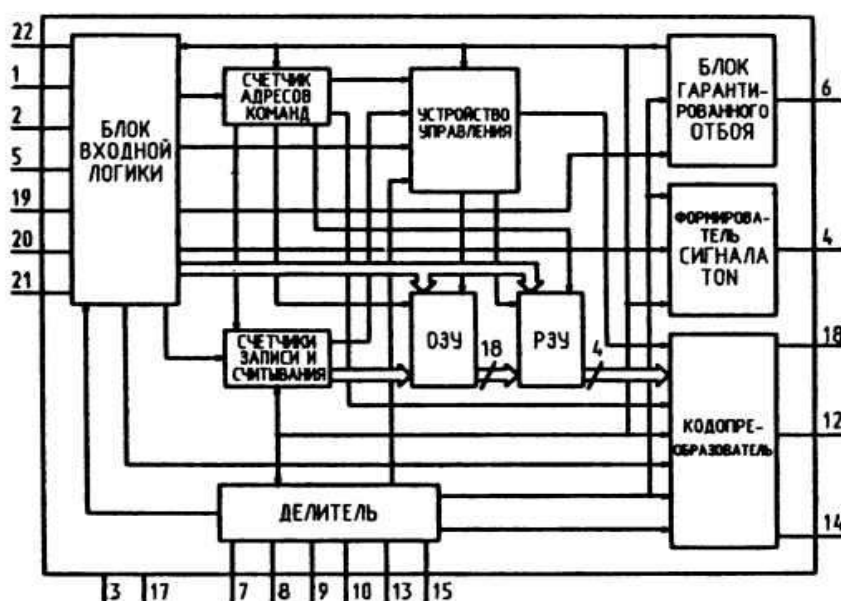 22
1
2
5
19
20
21
БЛОК
ВХОДНОЙ
ЛОГИКИ
СЧЕТЧИК
АДРЕСОВ
КОМАНД
УСТРОЙСТВО
УПРАВЛЕНИЯ
БЛОК
ГАРАНТИ-
РОВАННОГО
ОТБОЯ
6
ФОРМИРОВА-
ТЕЛЬ
СИГНАЛА
TON
4
СЧЕТЧИКИ
ЗАПИСИ И
СЧИТЫВАНИЯ
ОЗУ
18
РЗУ
4
КОДОПРЕ-
ОБРАЗОВАТЕЛЬ
18
12
14
ДЕЛИТЕЛЬ
3 17 7 8 9 10 13 15